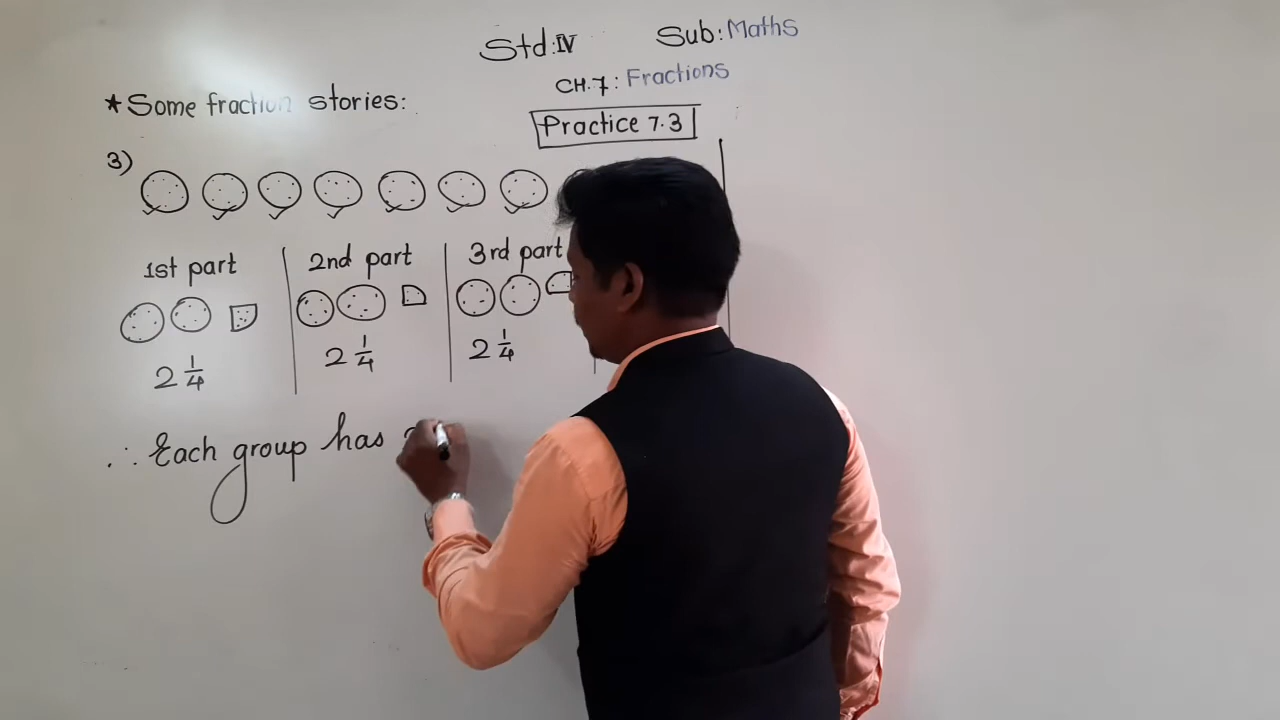 Std: IV Sub: Maths
CH.7: Fractions
* Some fraction stories:
Practice 7.3
3)
1st part 2nd part 3rd part
2 1/4 2 1/4 2 1/4
∴ Each group has